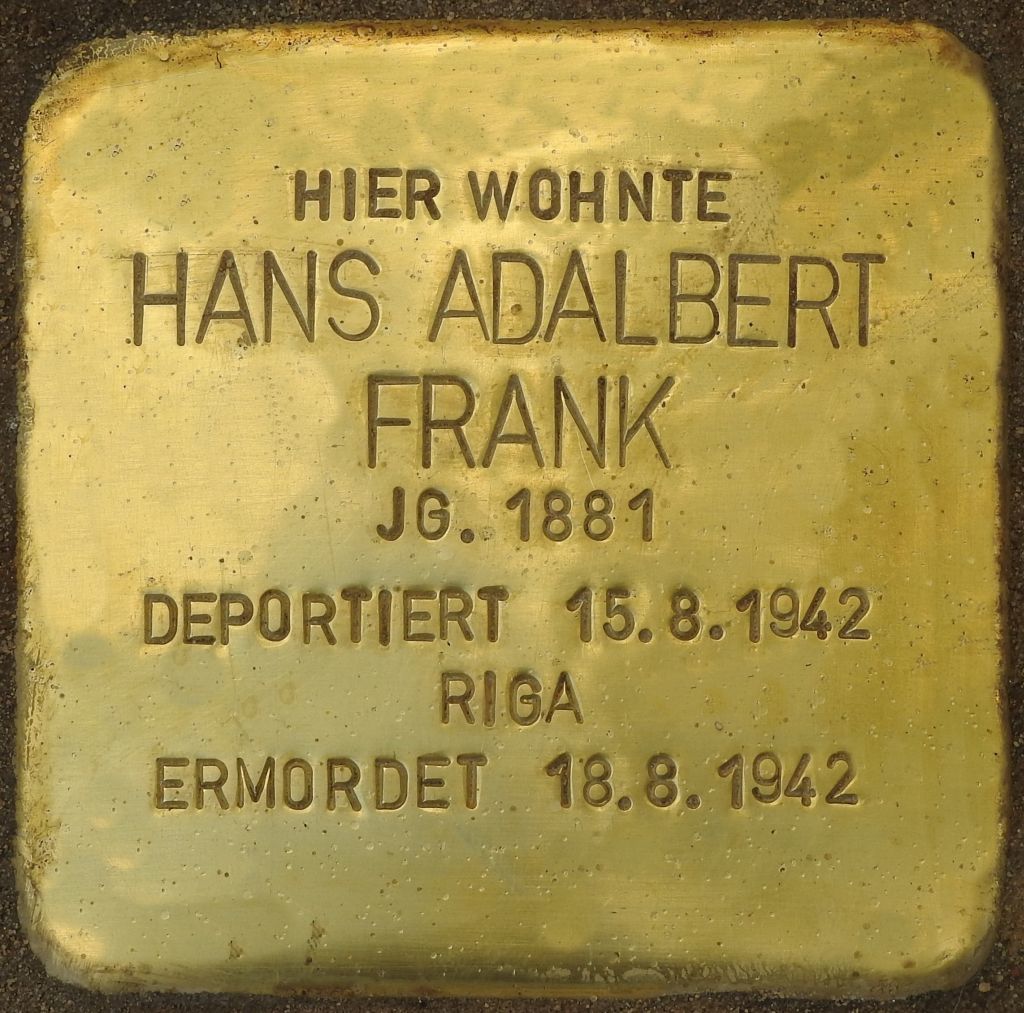 HIER WOHNTE
HANS ADALBERT
FRANK
JG. 1881
DEPORTIERT 15.8.1942
RIGA
ERMORDET 18.8.1942